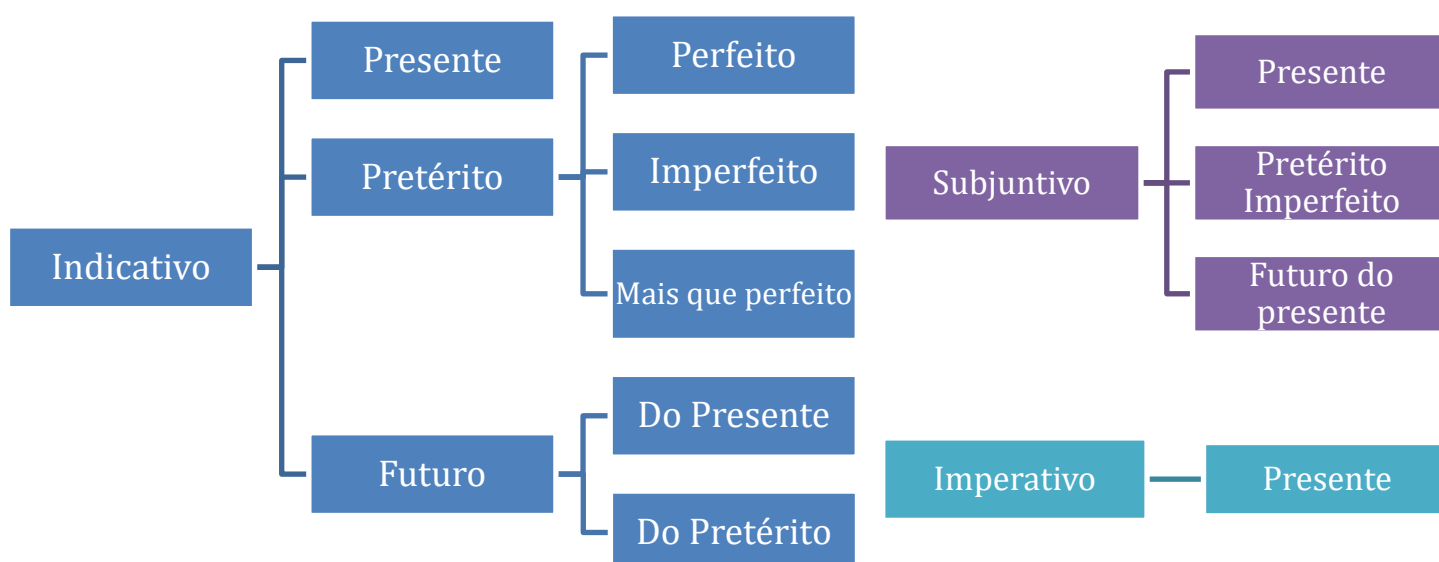 Indicativo
Presente
Pretérito
Perfeito
Imperfeito
Mais que perfeito
Futuro
Do Presente
Do Pretérito
Subjuntivo
Presente
Pretérito
Imperfeito
Futuro do
presente
Imperativo
Presente